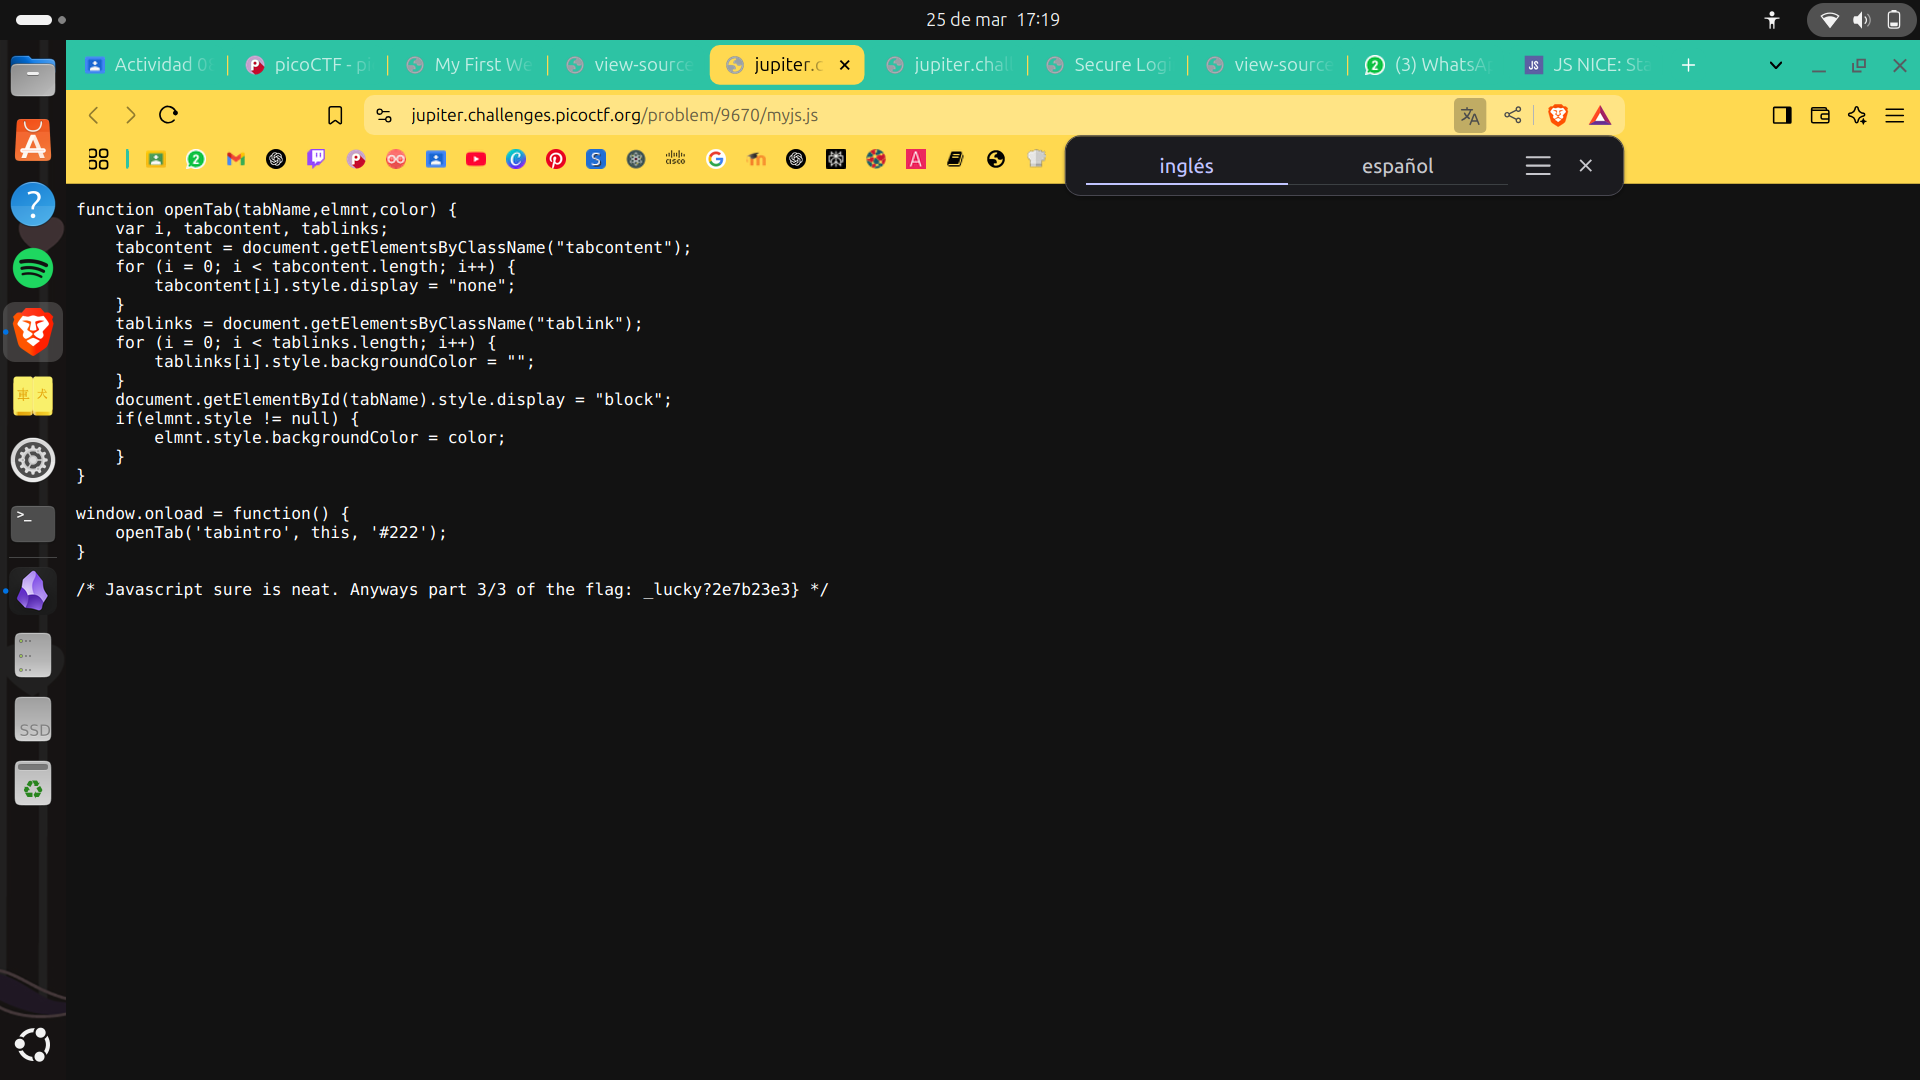 25 de mar 17:19
Actividad 0
picoCTF - p
My First We
view-source
jupiter.c
jupiter.chal
Secure Logi
view-source
(3) WhatsA
JS NICE: Sta
jupiter.challenges.picoctf.org/problem/9670/myjs.js
inglés español
function openTab(tabName,elmnt,color) {
    var i, tabcontent, tablinks;
    tabcontent = document.getElementsByClassName("tabcontent");
    for (i = 0; i < tabcontent.length; i++) {
        tabcontent[i].style.display = "none";
    }
    tablinks = document.getElementsByClassName("tablink");
    for (i = 0; i < tablinks.length; i++) {
        tablinks[i].style.backgroundColor = "";
    }
    document.getElementById(tabName).style.display = "block";
    if(elmnt.style != null) {
        elmnt.style.backgroundColor = color;
    }
}
window.onload = function() {
    openTab('tabintro', this, '#222');
}
/* Javascript sure is neat. Anyways part 3/3 of the flag: _lucky?2e7b23e3} */
SSD